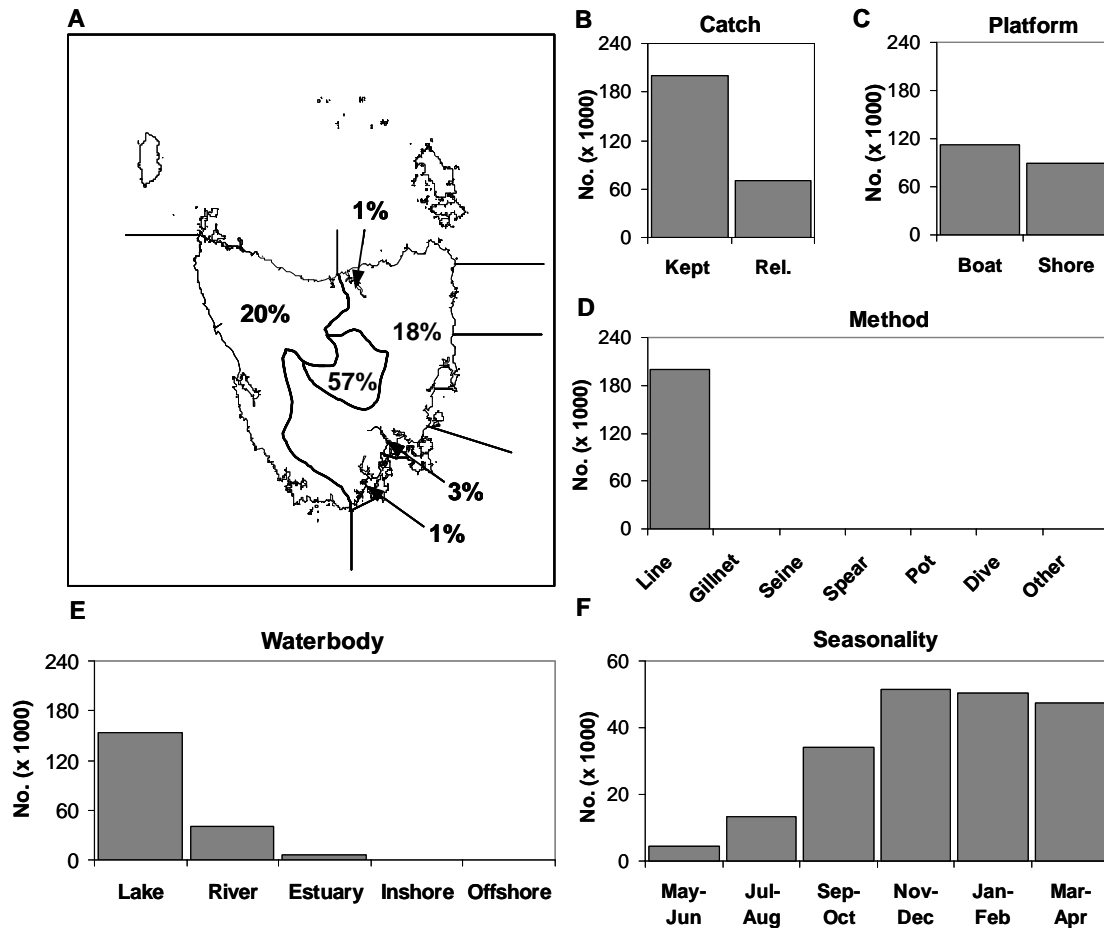 A
1%
20%
18%
57%
3%
1%
B
Catch
No. (x 1000)
240
180
120
60
0
Kept Rel.
C
Platform
No. (x 1000)
240
180
120
60
0
Boat Shore
D
Method
No. (x 1000)
240
180
120
60
0
Line Gillnet Seine Spear Pot Dive Other
E
Waterbody
No. (x 1000)
240
180
120
60
0
Lake River Estuary Inshore Offshore
F
Seasonality
No. (x 1000)
60
40
20
0
May- Jul- Sep- Nov- Jan- Mar-
Jun Aug Oct Dec Feb Apr